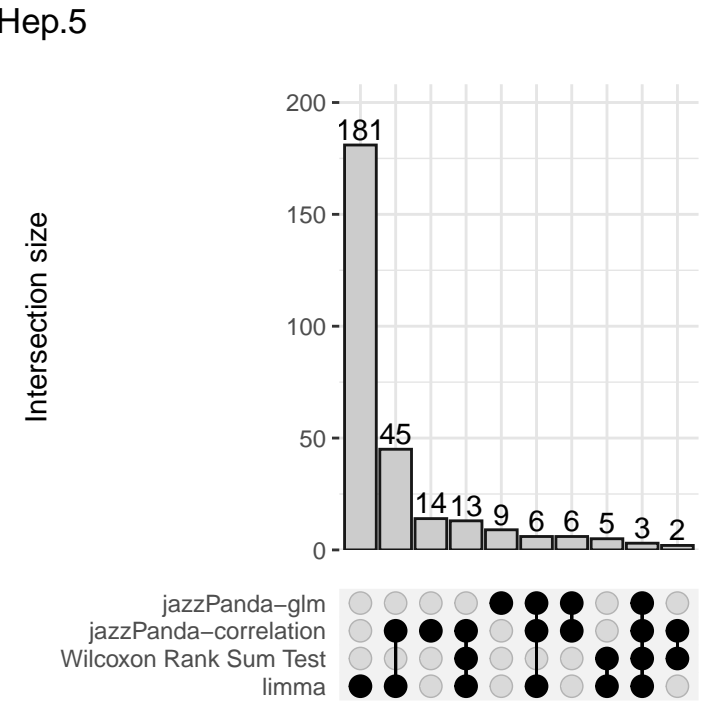 Hep.5
Intersection size
200
150
100
50
0
181
45
14
13
9
6
6
5
3
2
jazzPanda−glm
jazzPanda−correlation
Wilcoxon Rank Sum Test
limma